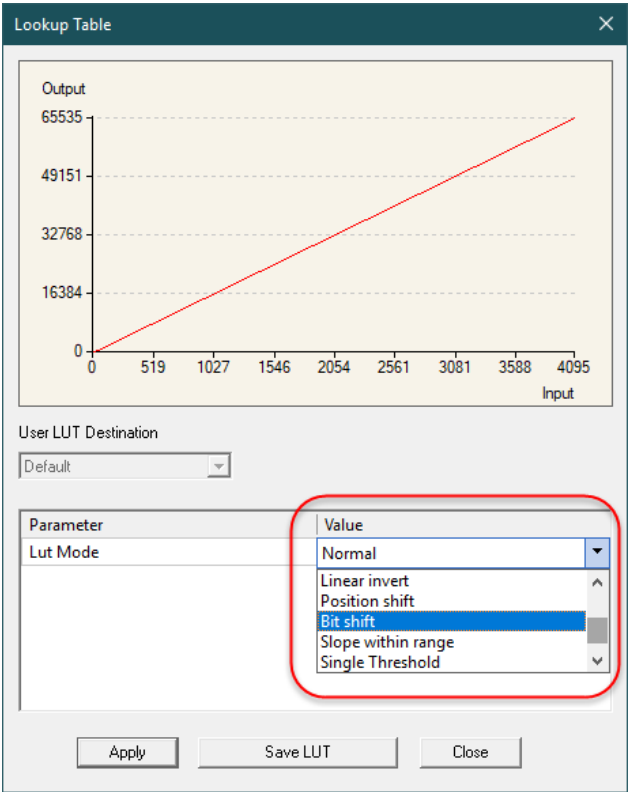 Lookup Table
Output
65535
49151
32768
16384
0
0 519 1027 1546 2054 2561 3081 3588 4095
Input
User LUT Destination
Default
Parameter Value
Lut Mode Normal
Linear invert
Position shift
Bit shift
Slope within range
Single Threshold
Apply Save LUT Close